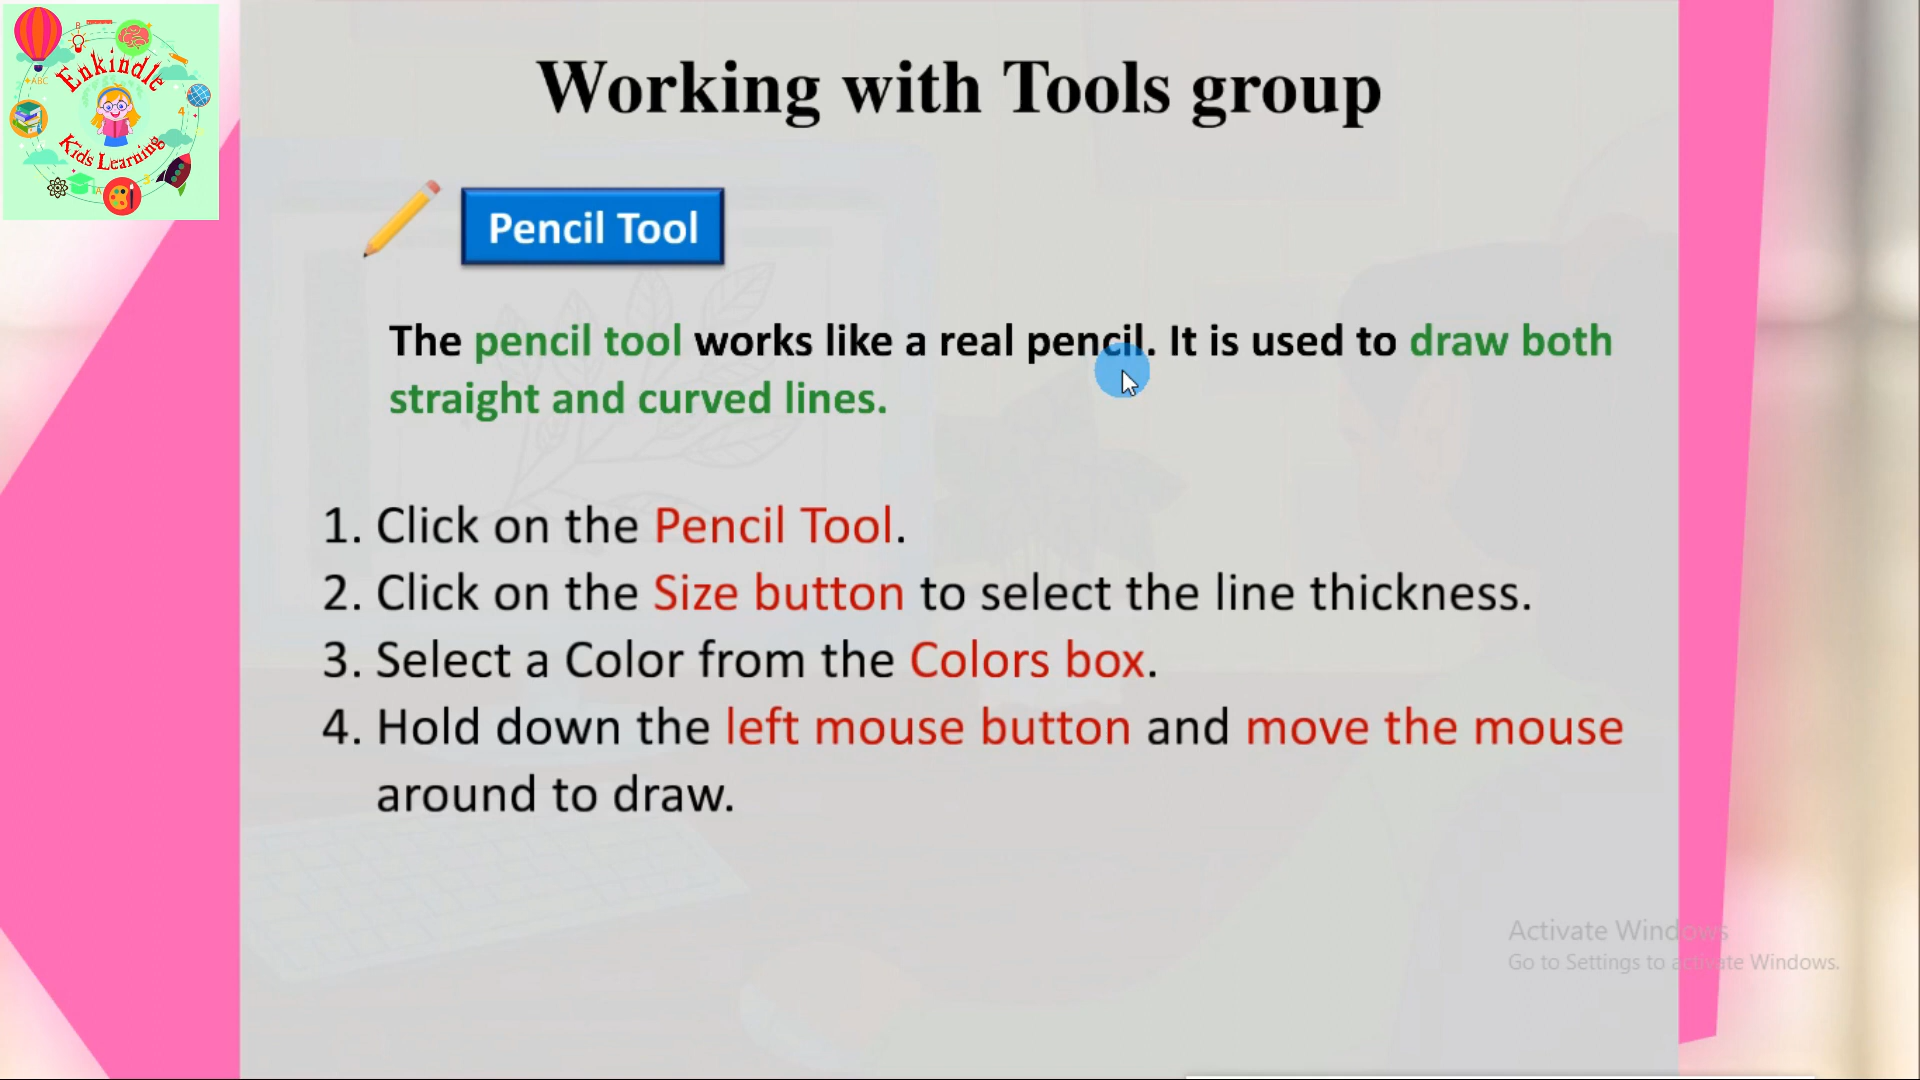 Enkindle
Kids Learning
Working with Tools group
Pencil Tool
The pencil tool works like a real pencil. It is used to draw both
straight and curved lines.
1. Click on the Pencil Tool.
2. Click on the Size button to select the line thickness.
3. Select a Color from the Colors box.
4. Hold down the left mouse button and move the mouse
around to draw.
Activate Windows
Go to Settings to activate Windows.